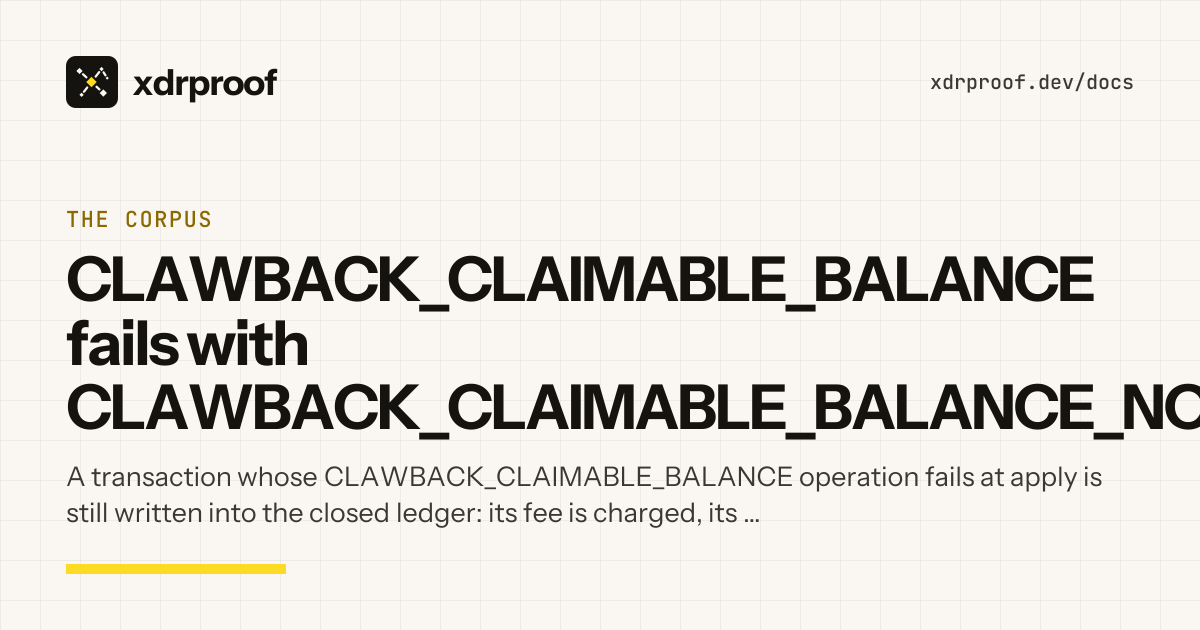 xdrproof
xdrproof.dev/docs
THE CORPUS
CLAWBACK_CLAIMABLE_BALANCE
fails with
CLAWBACK_CLAIMABLE_BALANCE_NO
A transaction whose CLAWBACK_CLAIMABLE_BALANCE operation fails at apply is
still written into the closed ledger: its fee is charged, its ...